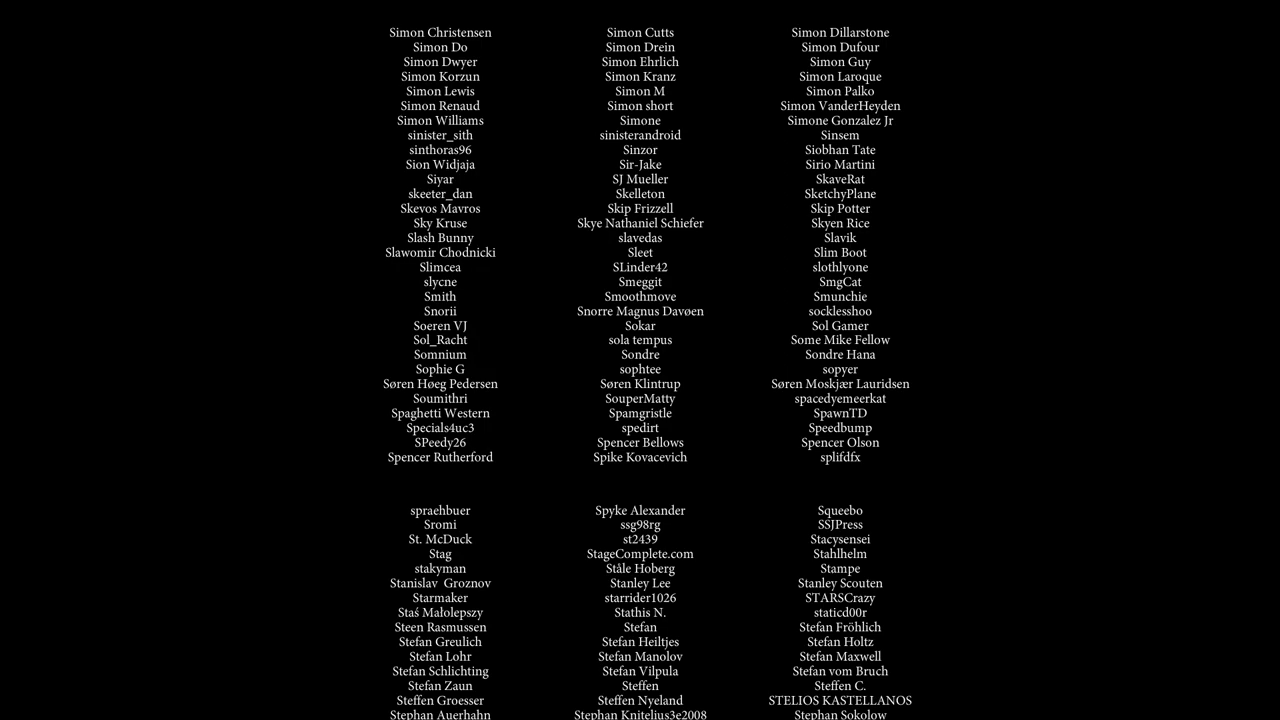 Simon Christensen Simon Cutts Simon Dillarstone
Simon Do Simon Drein Simon Dufour
Simon Dwyer Simon Ehrlich Simon Guy
Simon Korzun Simon Kranz Simon Laroque
Simon Lewis Simon M Simon Palko
Simon Renaud Simon short Simon VanderHeyden
Simon Williams Simone Simone Gonzalez Jr
sinister_sith sinisterandroid Sinsem
sinthoras96 Sinzor Siobhan Tate
Sion Widjaja Sir-Jake Sirio Martini
Siyar SJ Mueller SkaveRat
skeeter_dan Skelleton SketchyPlane
Skevos Mavros Skip Frizzell Skip Potter
Sky Kruse Skye Nathaniel Schiefer Skyen Rice
Slash Bunny slavedas Slavik
Slawomir Chodnicki Sleet Slim Boot
Slimcea SLinder42 slothlyone
slycne Smeggit SmgCat
Smith Smoothmove Smunchie
Snorii Snorre Magnus Davøen socklesshoo
Soeren VJ Sokar Sol Gamer
Sol_Racht sola tempus Some Mike Fellow
Somnium Sondre Sondre Hana
Sophie G sophtee sopyer
Søren Høeg Pedersen Søren Klintrup Søren Moskjær Lauridsen
Soumithri SouperMatty spacedyemeerkat
Spaghetti Western Spamgristle SpawnTD
Specials4uc3 spedirt Speedbump
SPeedy26 Spencer Bellows Spencer Olson
Spencer Rutherford Spike Kovacevich splifdfx
spraehbuer Spyke Alexander Squeebo
Sromi ssg98rg SSJPress
St. McDuck st2439 Stacysensei
Stag StageComplete.com Stahlhelm
stakyman Ståle Hoberg Stampe
Stanislav  Groznov Stanley Lee Stanley Scouten
Starmaker starrider1026 STARSCrazy
Staś Małolepszy Stathis N. staticd00r
Steen Rasmussen Stefan Stefan Fröhlich
Stefan Greulich Stefan Heiltjes Stefan Holtz
Stefan Lohr Stefan Manolov Stefan Maxwell
Stefan Schlichting Stefan Vilpula Stefan vom Bruch
Stefan Zaun Steffen Steffen C.
Steffen Groesser Steffen Nyeland STELIOS KASTELLANOS
Stephan Auerhahn Stephan Knitelius3e2008 Stephan Sokolow